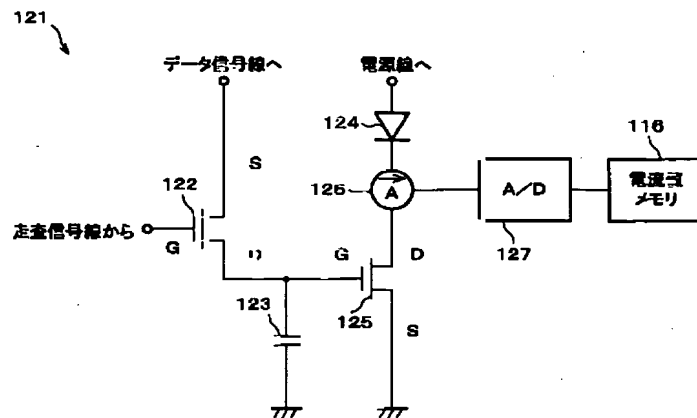 121
データ信号線へ
電源線へ
124
116
S
122
126
A
A/D
電流値
メモリ
走査信号線から
G
127
D
G
D
123
125
S